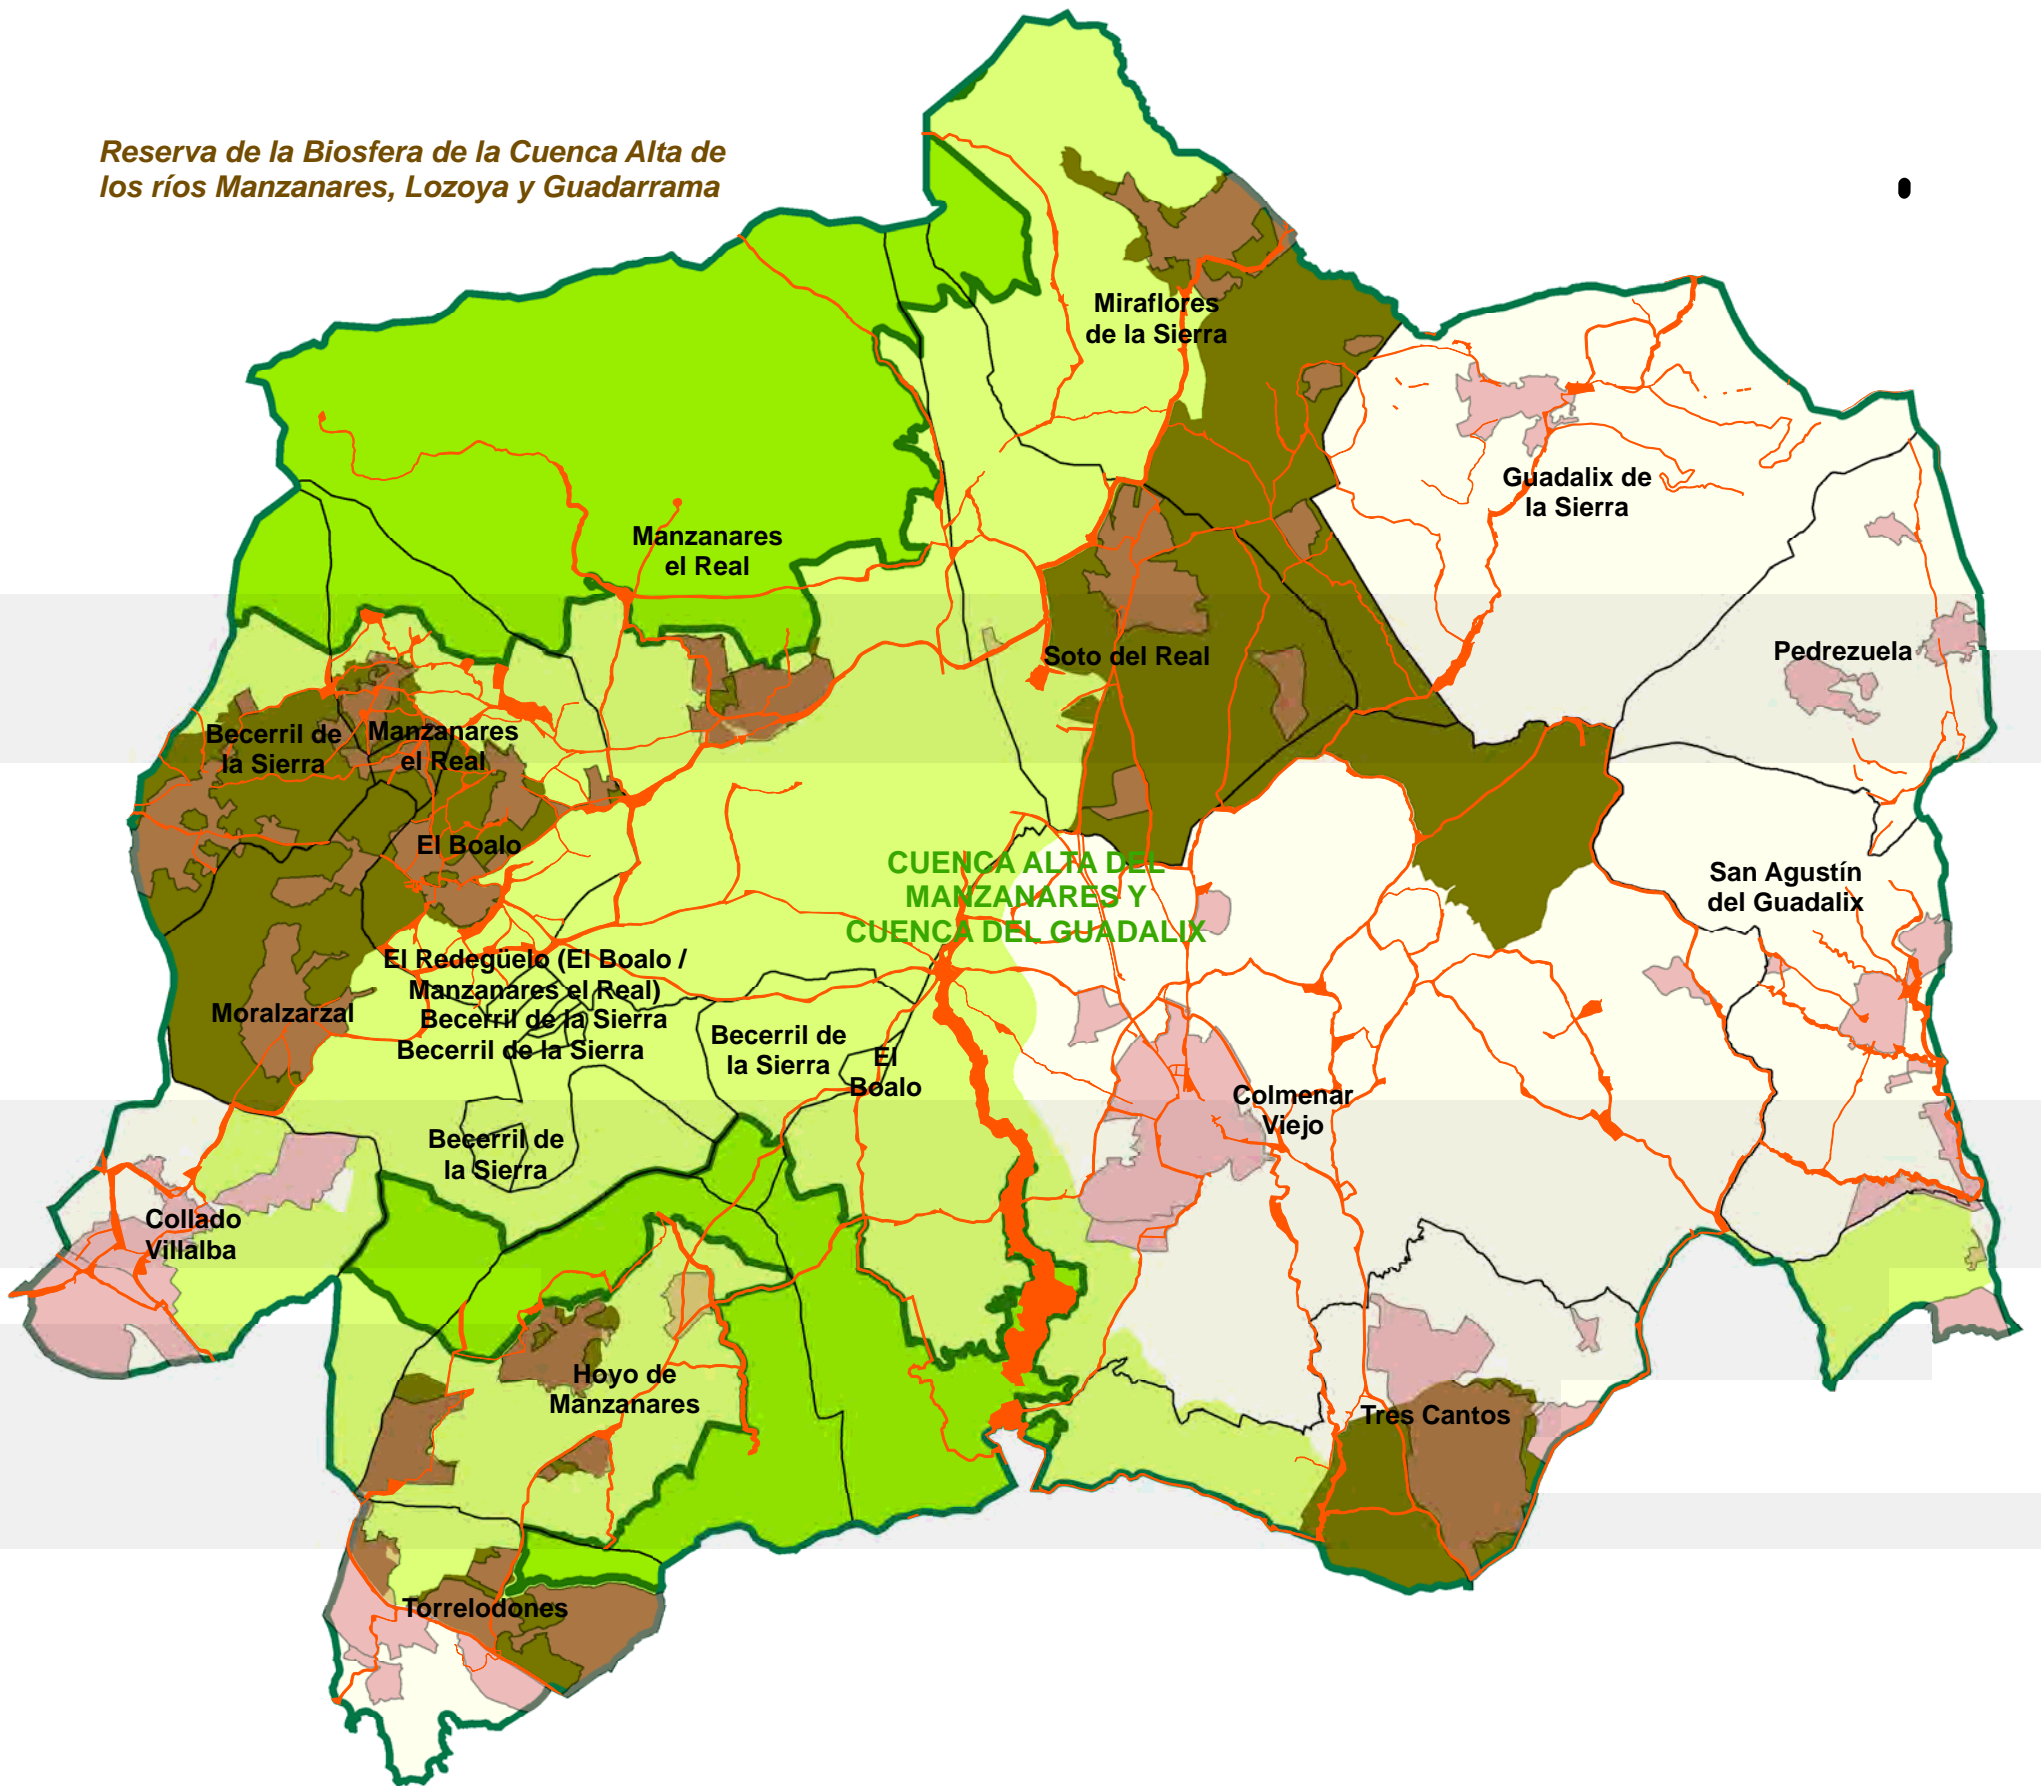 Reserva de la Biosfera de la Cuenca Alta de
los ríos Manzanares, Lozoya y Guadarrama
Miraflores
de la Sierra
Guadalix de
la Sierra
Manzanares
el Real
Soto del Real
Pedrezuela
Becerril de
la Sierra
Manzanares
el Real
El Boalo
CUENCA ALTA DEL
MANZANARES Y
CUENCA DEL GUADALIX
San Agustín
del Guadalix
El Redegüelo (El Boalo /
Manzanares el Real)
Becerril de la Sierra
Becerril de la Sierra
Moralzarzal
Becerril de
la Sierra
El
Boalo
Colmenar
Viejo
Becerril de
la Sierra
Collado
Villalba
Hoyo de
Manzanares
Tres Cantos
Torrelodones